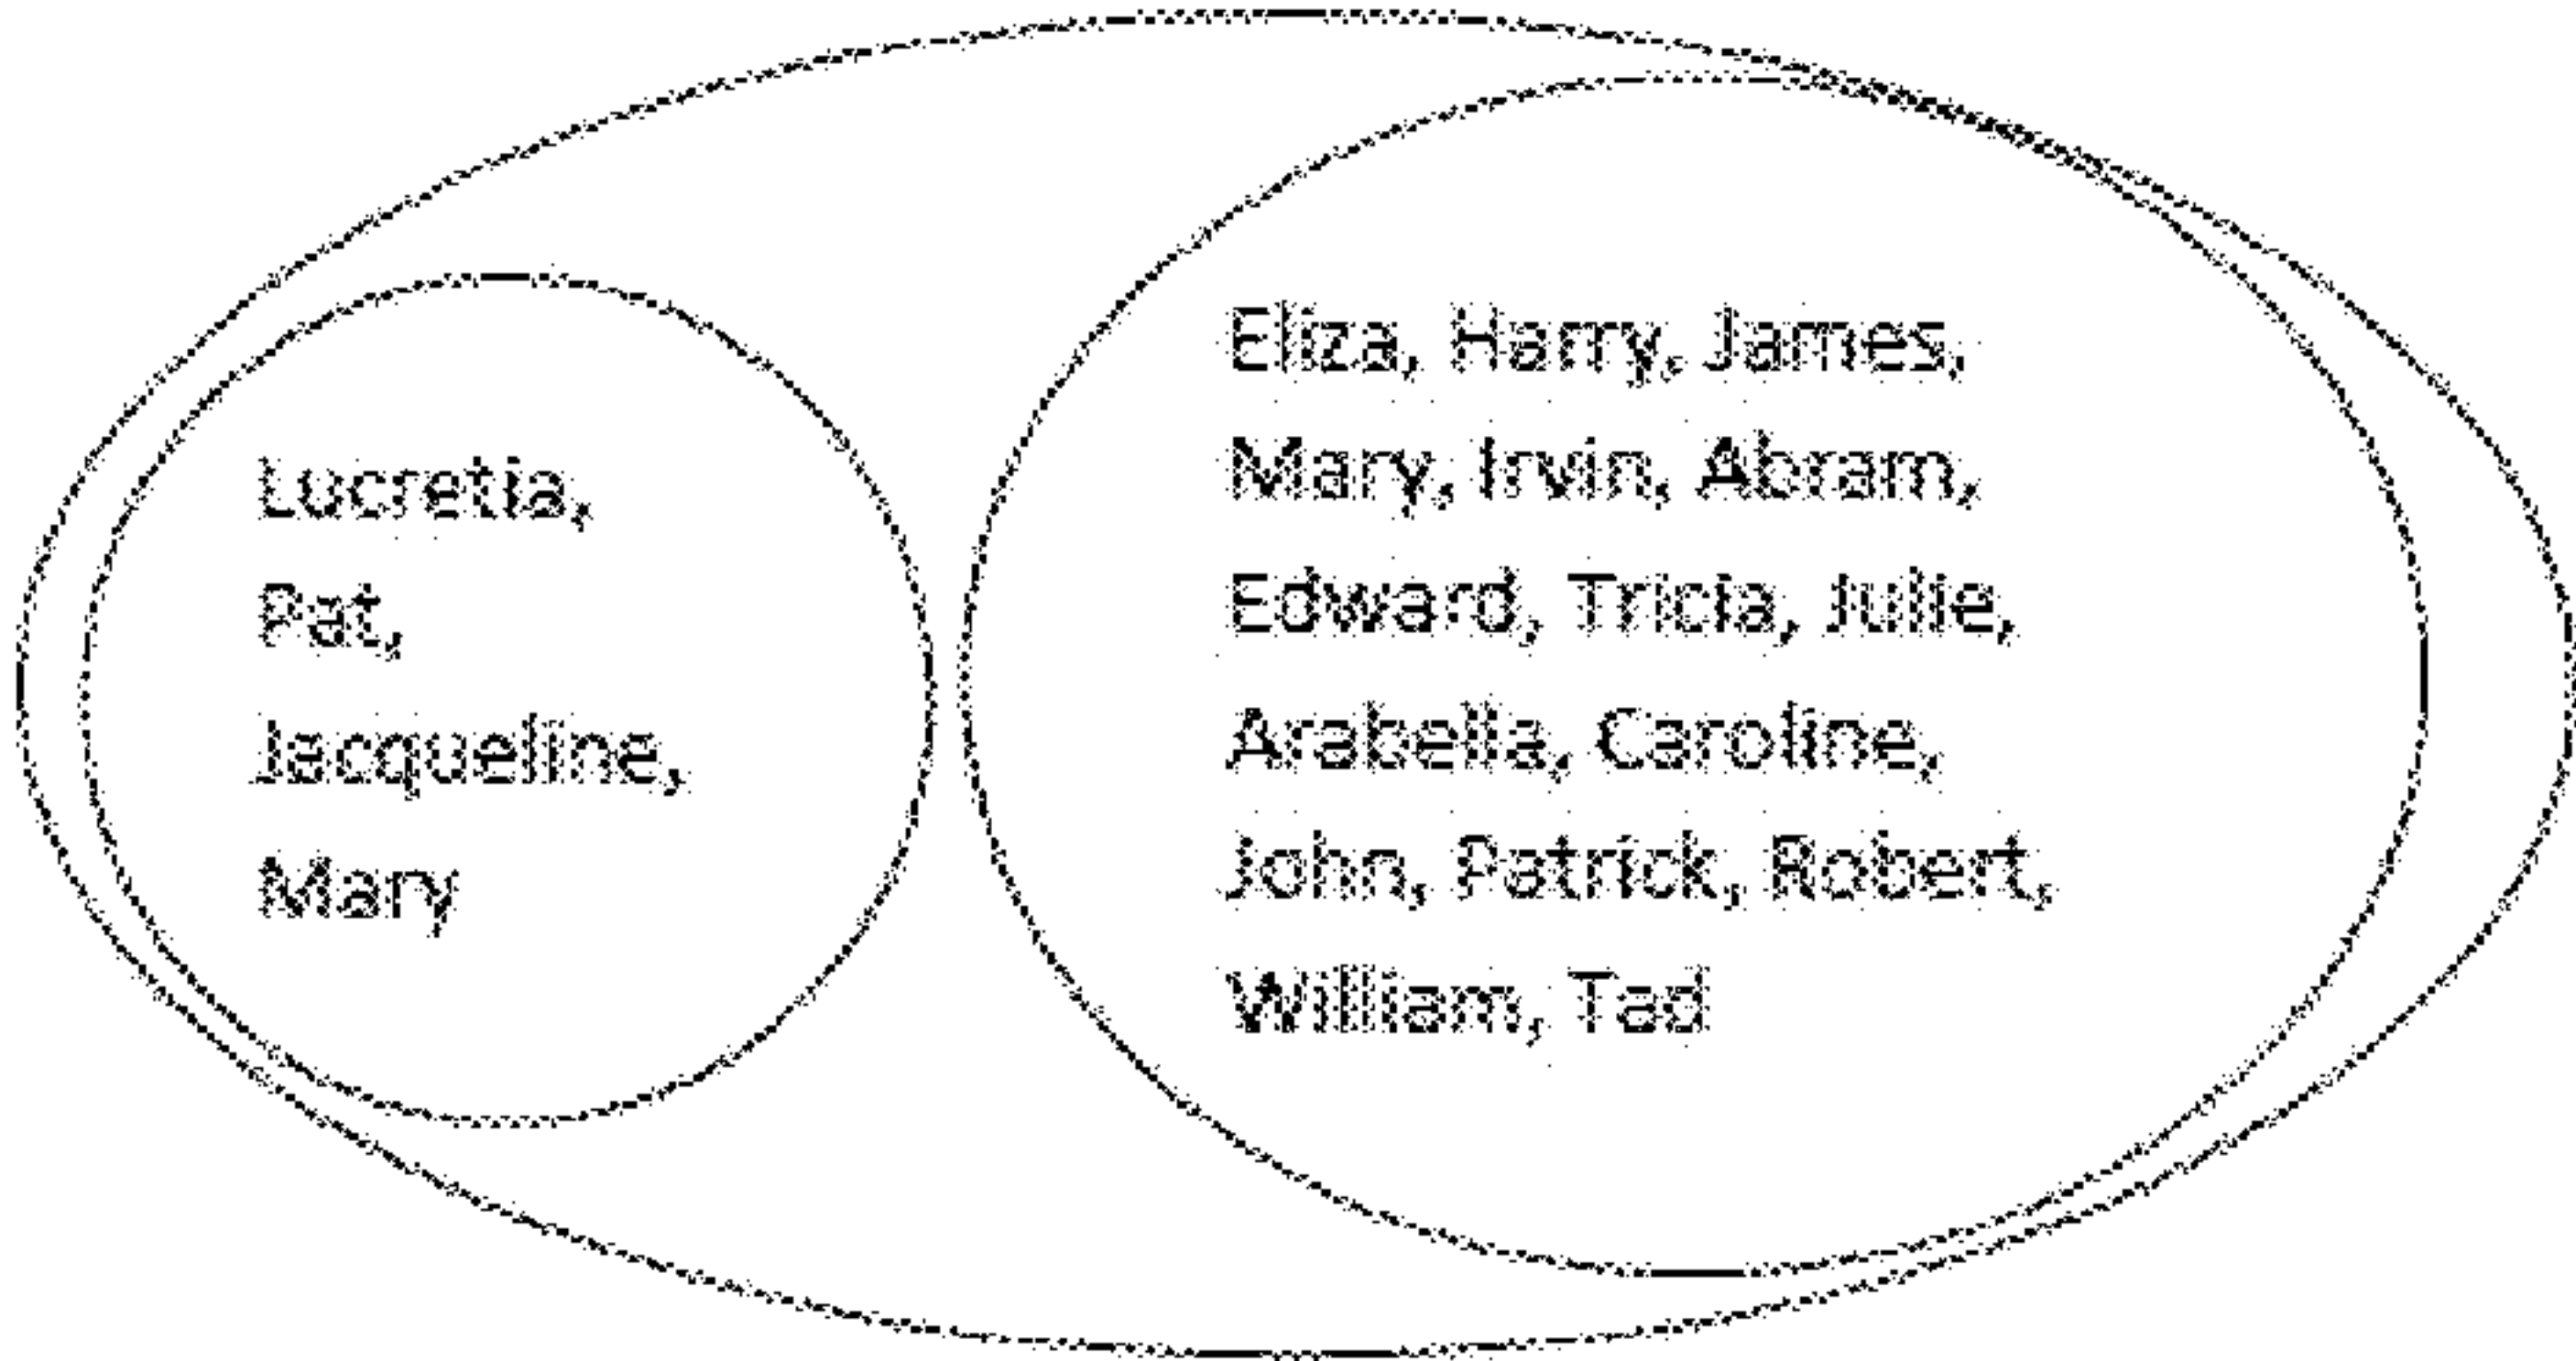 Lucretia,
Pat,
Jacqueline,
Mary
Eliza, Harry, James,
Mary, Irvin, Abram,
Edward, Tricia, Julie,
Arabella, Caroline,
John, Patrick, Robert,
William, Tad